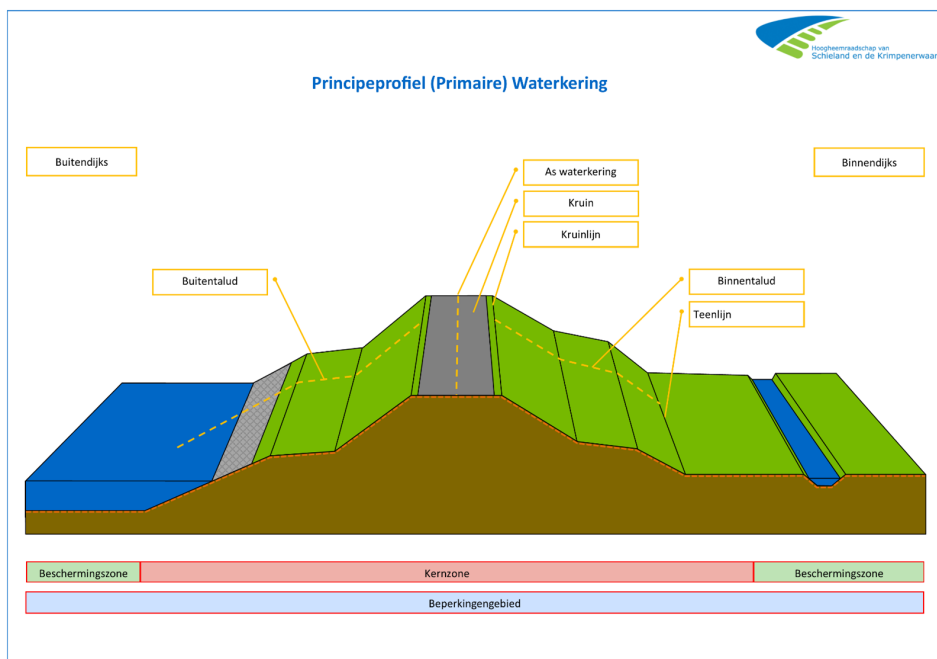 Hoogheemraadschap van
Schieland en de Krimpenerwaard
Principeprofiel (Primaire) Waterkering
Buitendijks
Binnendijks
As waterkering
Kruin
Kruinlijn
Buitentalud
Binnentalud
Teenlijn
Beschermingszone
Kernzone
Beschermingszone
Beperkingengebied